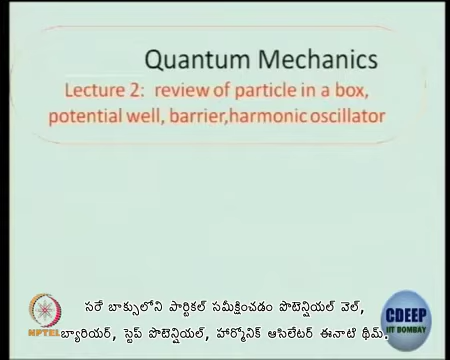 Quantum Mechanics
Lecture 2: review of particle in a box,
potential well, barrier,harmonic oscillator
సరే బాక్సులోని పార్టికల్ సమీక్షించడం పొటెన్షియల్ వెల్,
బ్యారియర్, స్టెప్ పొటెన్షియల్, హార్మోనిక్ ఆసిలేటర్ ఈనాటి థీమ్.
NPTEL
CDEEP
IIT BOMBAY